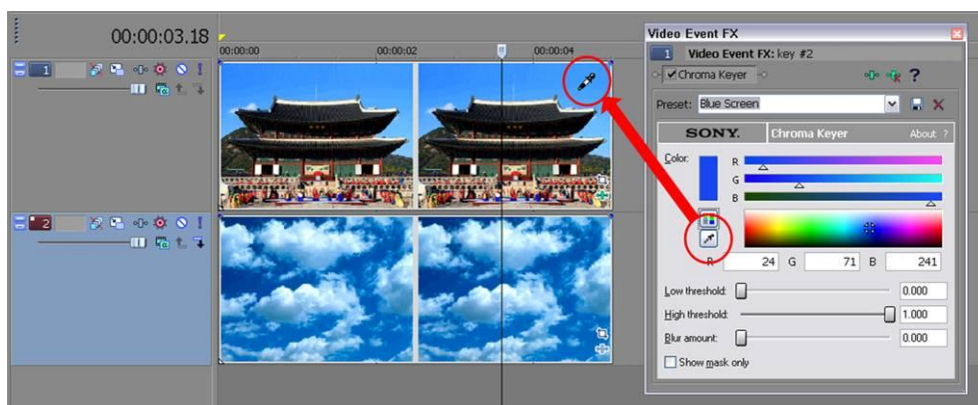 00:00:03.18
00:00:00
00:00:02
00:00:04
1
2
Video Event FX
1 Video Event FX: key #2
Chroma Keyer
?
Preset: Blue Screen
SONY. Chroma Keyer About ?
Color:
R
G
B
R 24 G 71 B 241
Low threshold: 0.000
High threshold: 1.000
Blur amount: 0.000
Show mask only